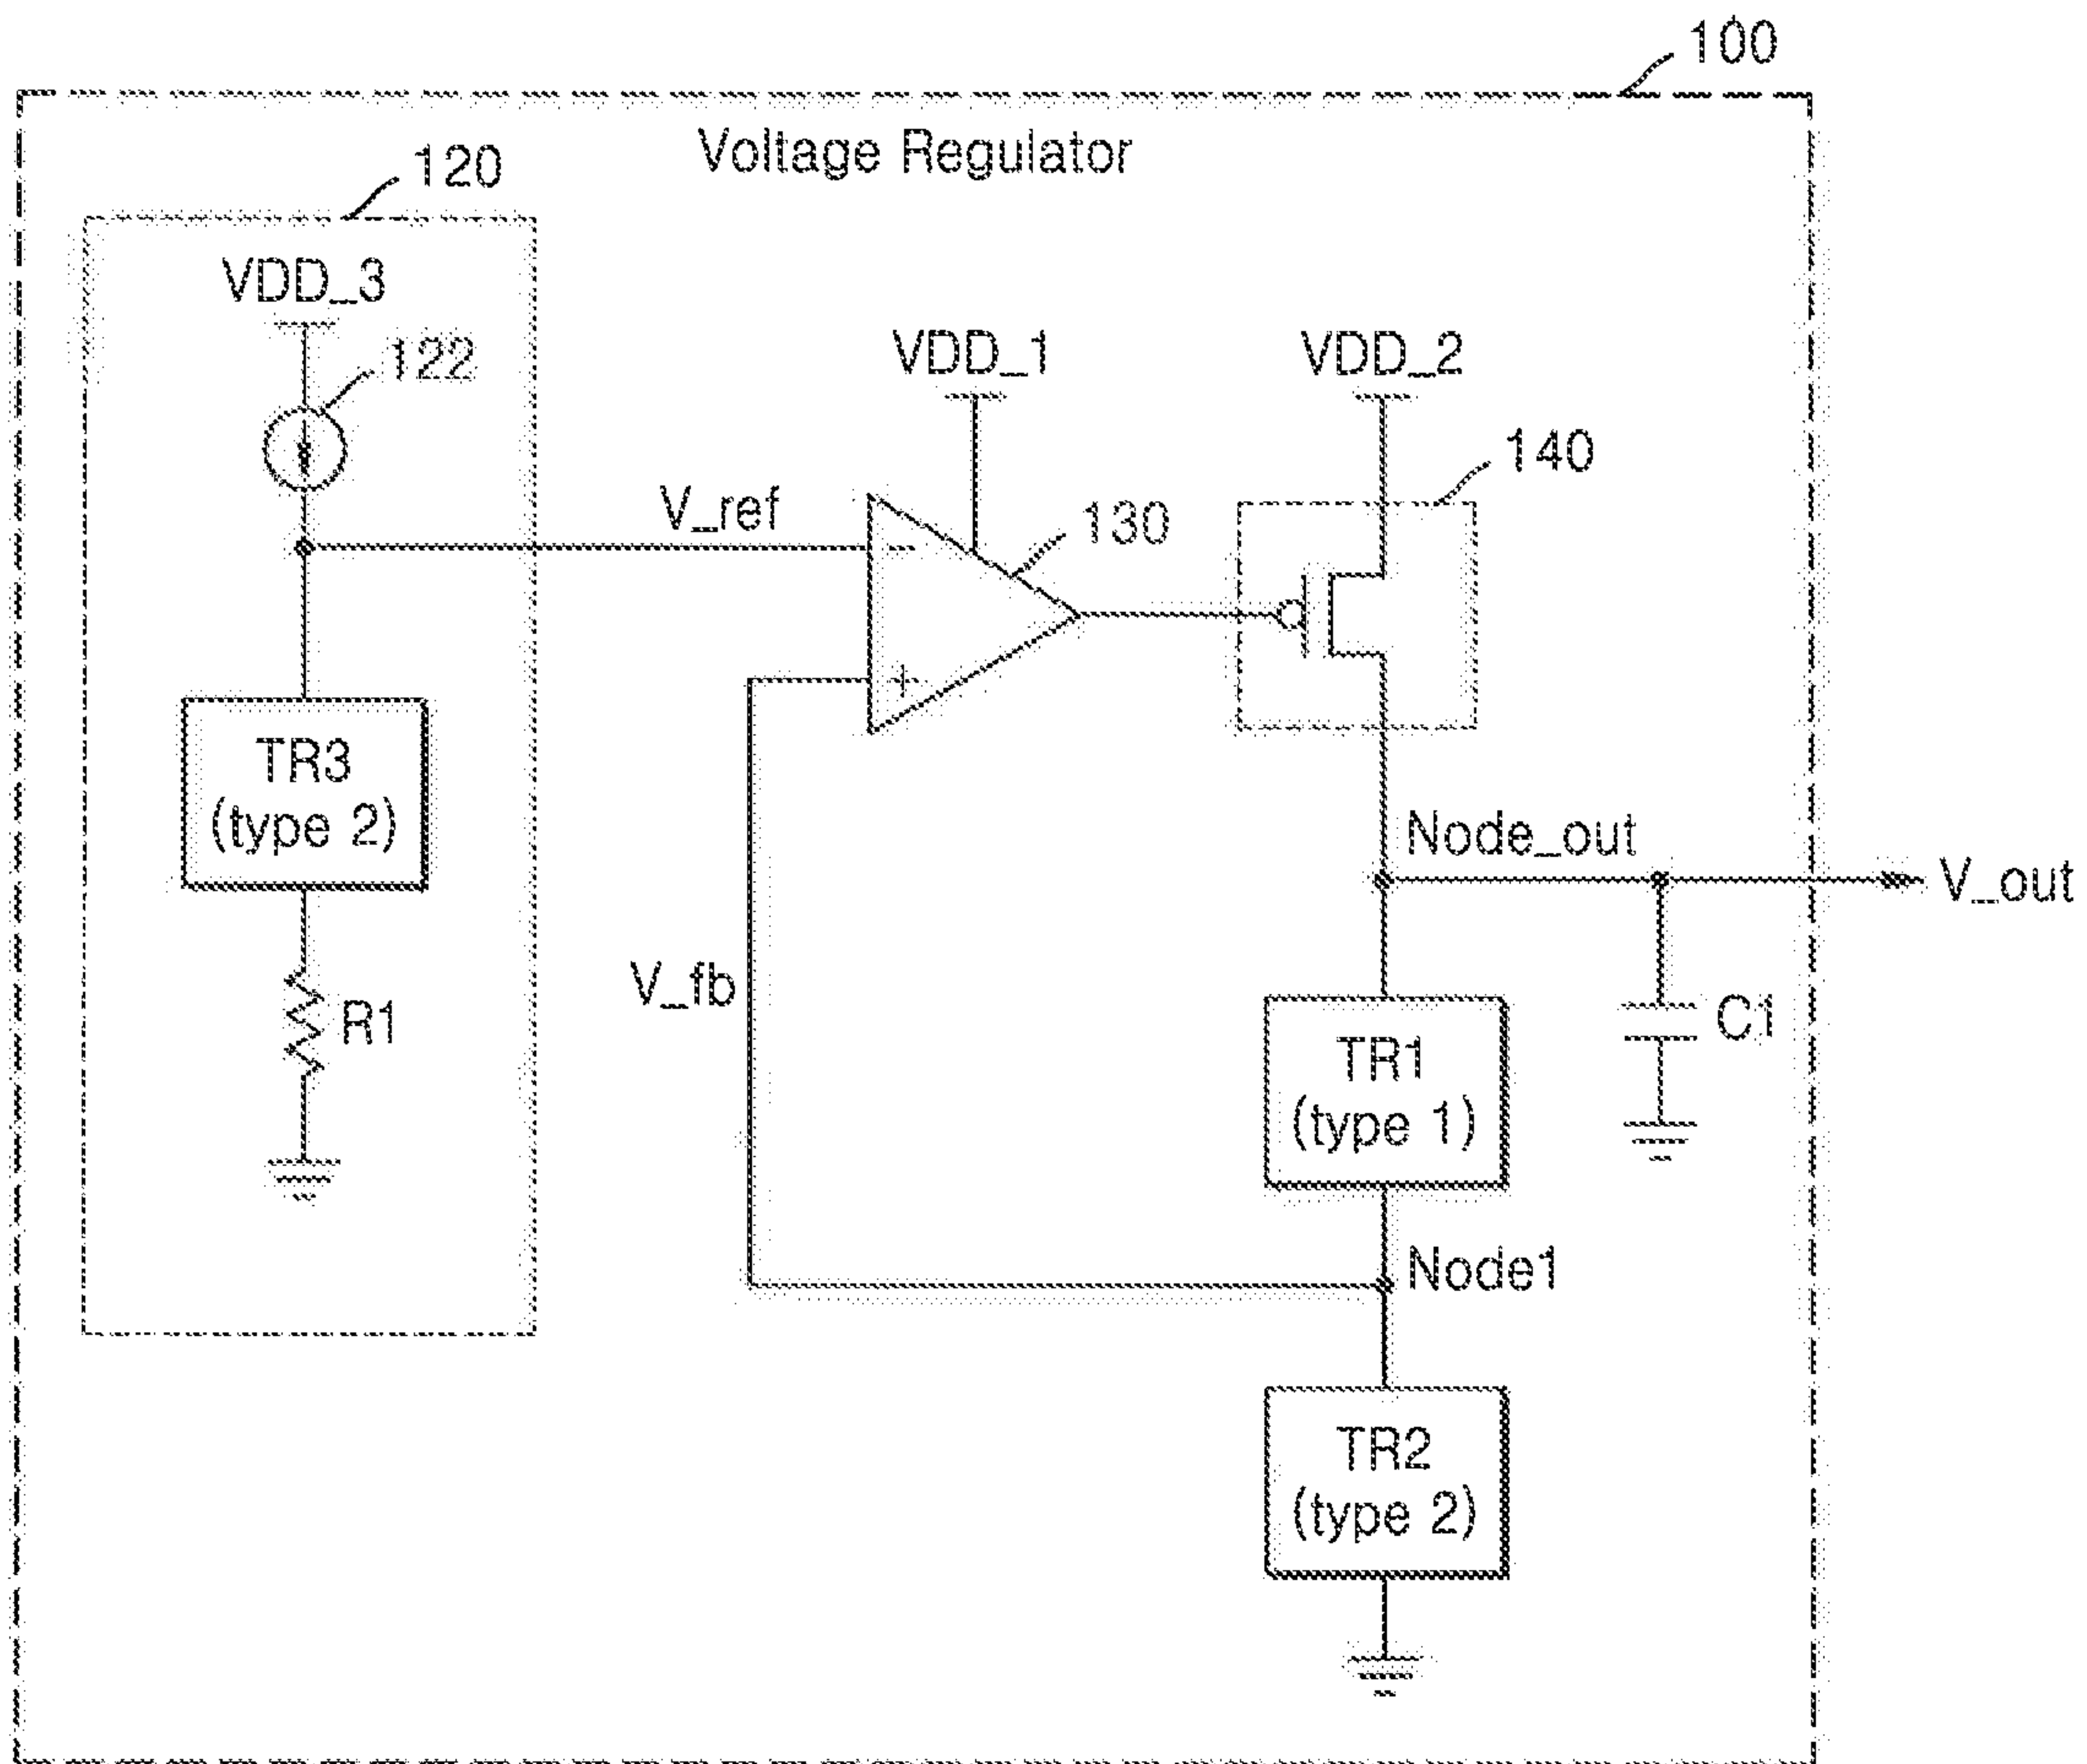 100
Voltage Regulator
120
VDD_3
122
VDD_1
VDD_2
140
V_ref
130
−
+
TR3
(type 2)
Node_out
V_out
V_fb
R1
C1
TR1
(type 1)
Node1
TR2
(type 2)